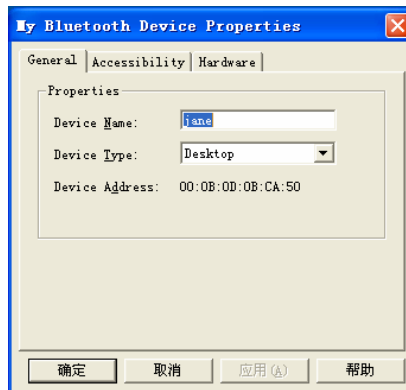 My Bluetooth Device Properties
General Accessibility Hardware
Properties
Device Name: jane
Device Type: Desktop
Device Address: 00:0B:0D:0B:CA:50
确定 取消 应用(A) 帮助